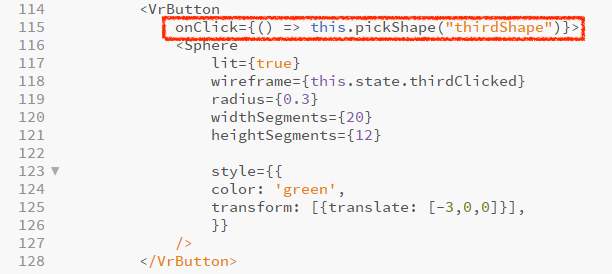 114 <VrButton
115 onClick={() => this.pickShape("thirdShape")}>
116 <Sphere
117 lit={true}
118 wireframe={this.state.thirdClicked}
119 radius={0.3}
120 widthSegments={20}
121 heightSegments={12}
122
123 ▼ style={{
124 color: 'green',
125 transform: [{translate: [-3,0,0]}],
126 }}
127 />
128 </VrButton>